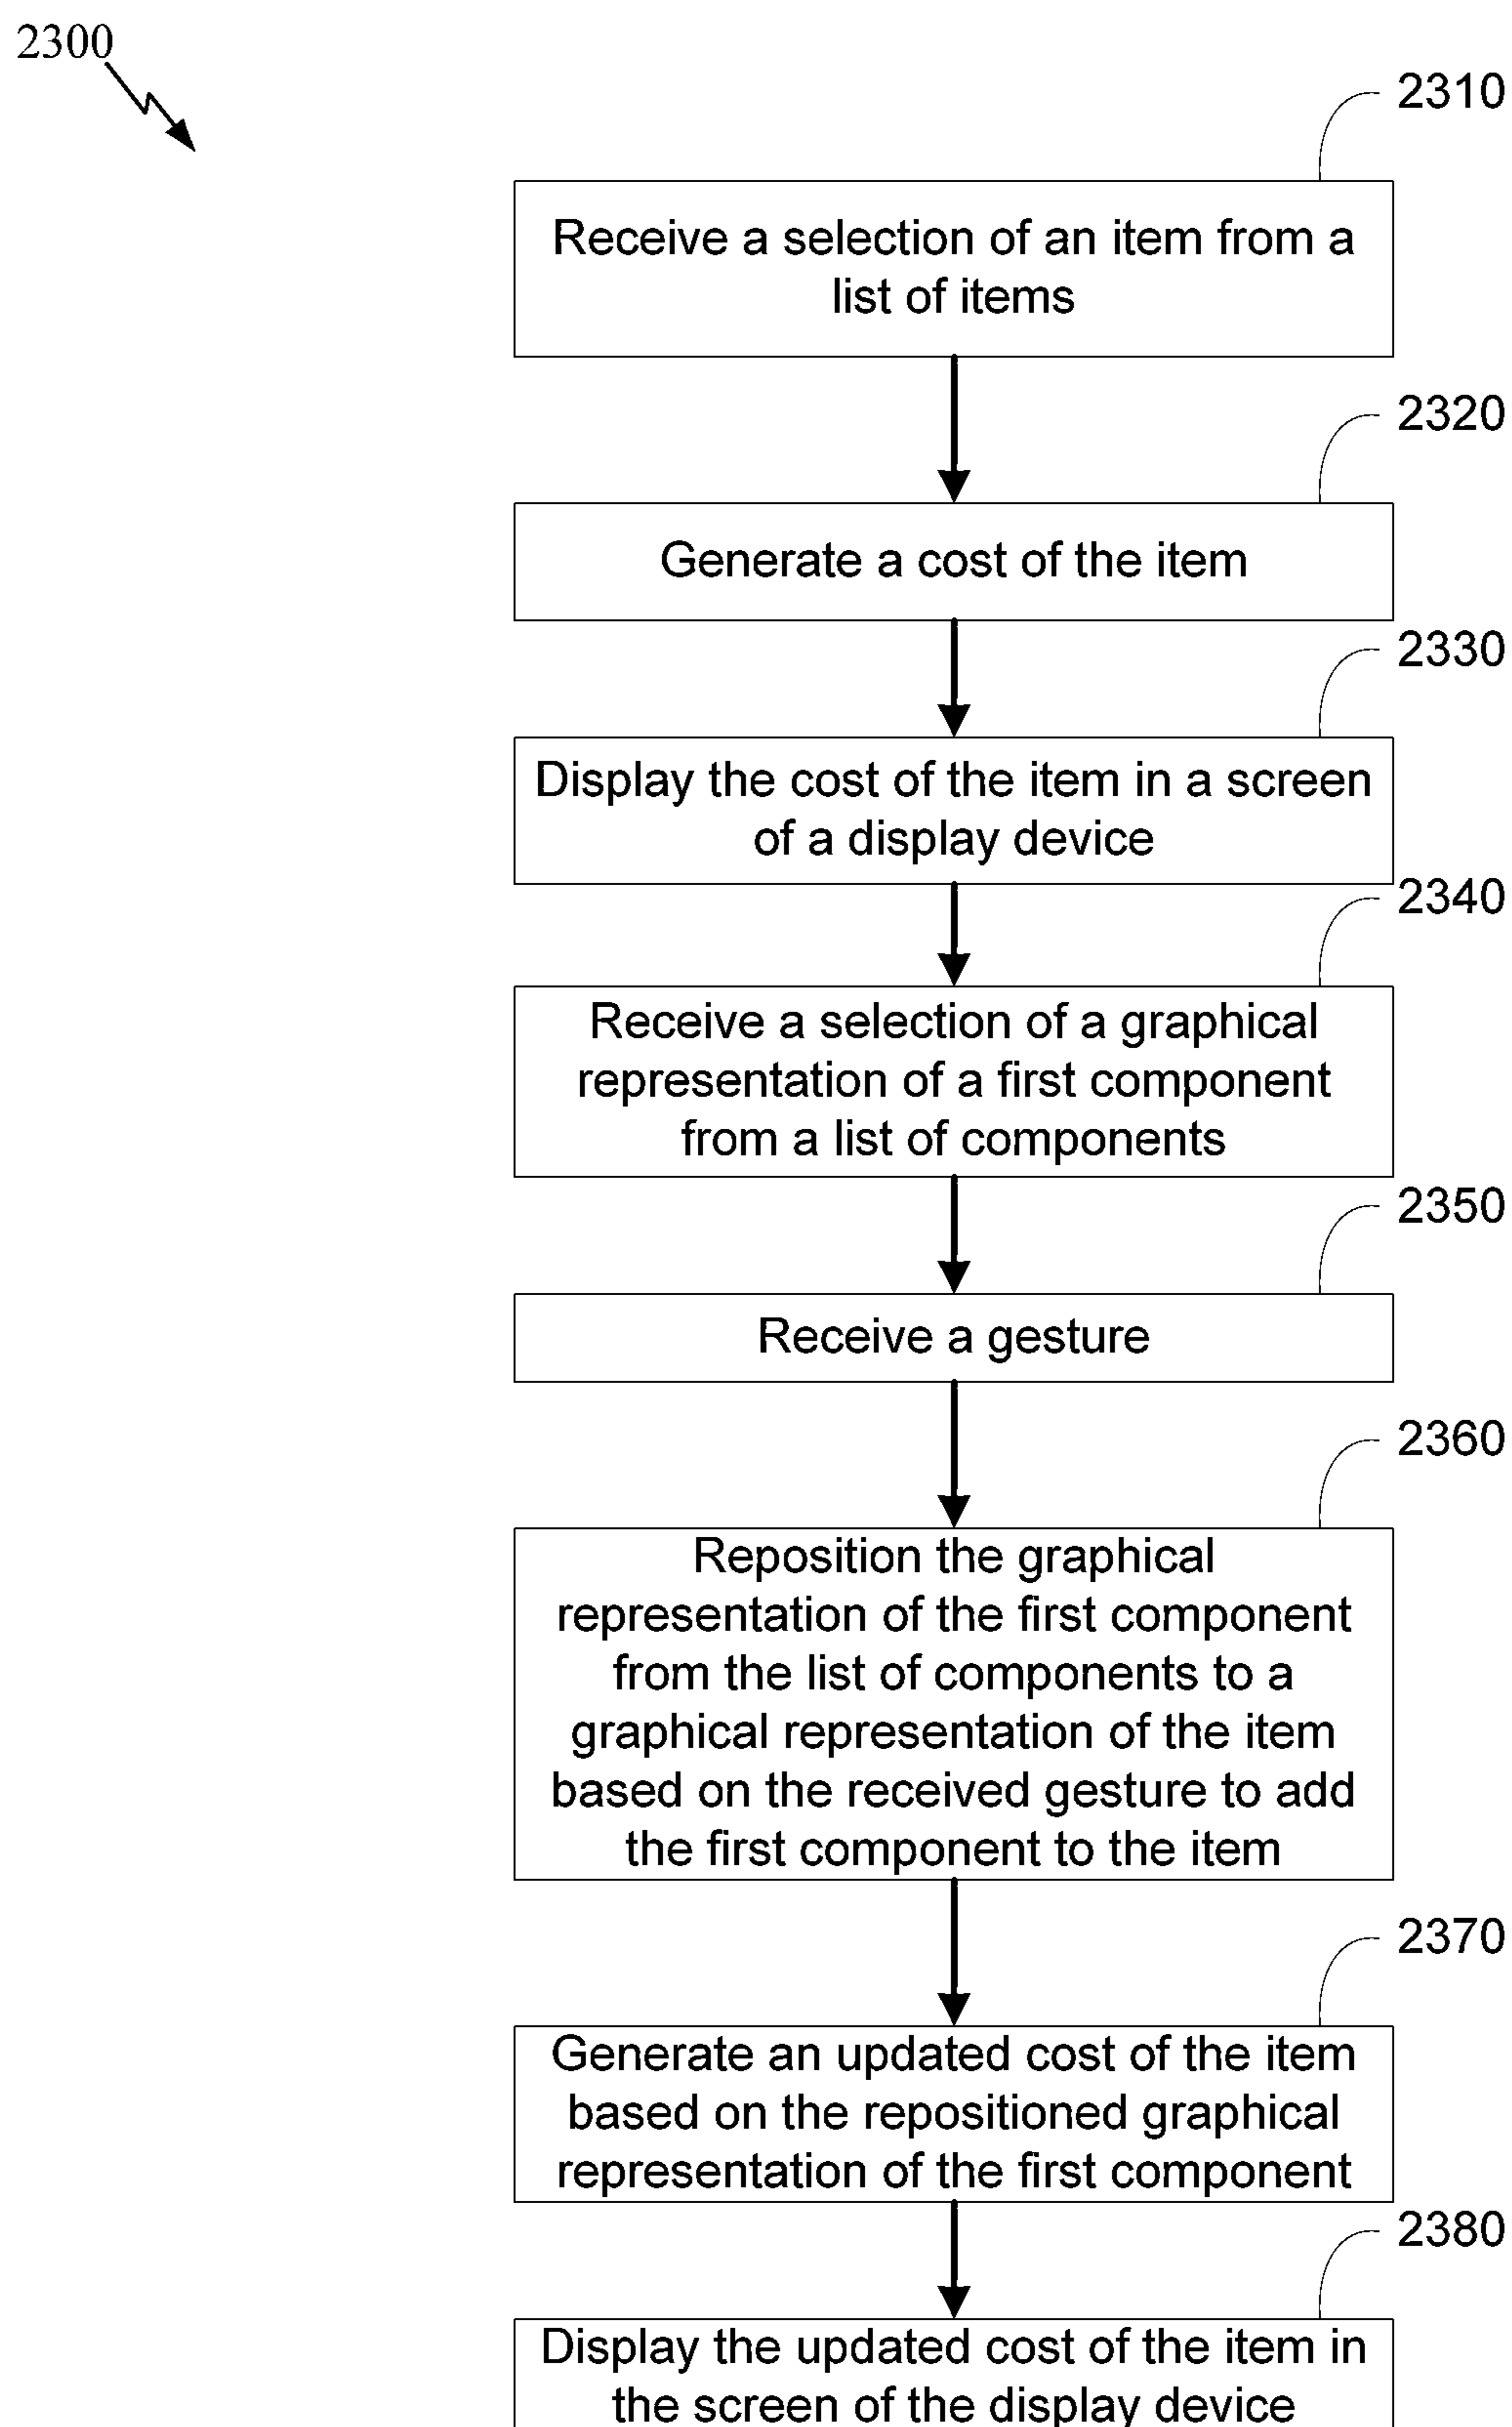 2300
2310
Receive a selection of an item from a
list of items
2320
Generate a cost of the item
2330
Display the cost of the item in a screen
of a display device
2340
Receive a selection of a graphical
representation of a first component
from a list of components
2350
Receive a gesture
2360
Reposition the graphical
representation of the first component
from the list of components to a
graphical representation of the item
based on the received gesture to add
the first component to the item
2370
Generate an updated cost of the item
based on the repositioned graphical
representation of the first component
2380
Display the updated cost of the item in
the screen of the display device